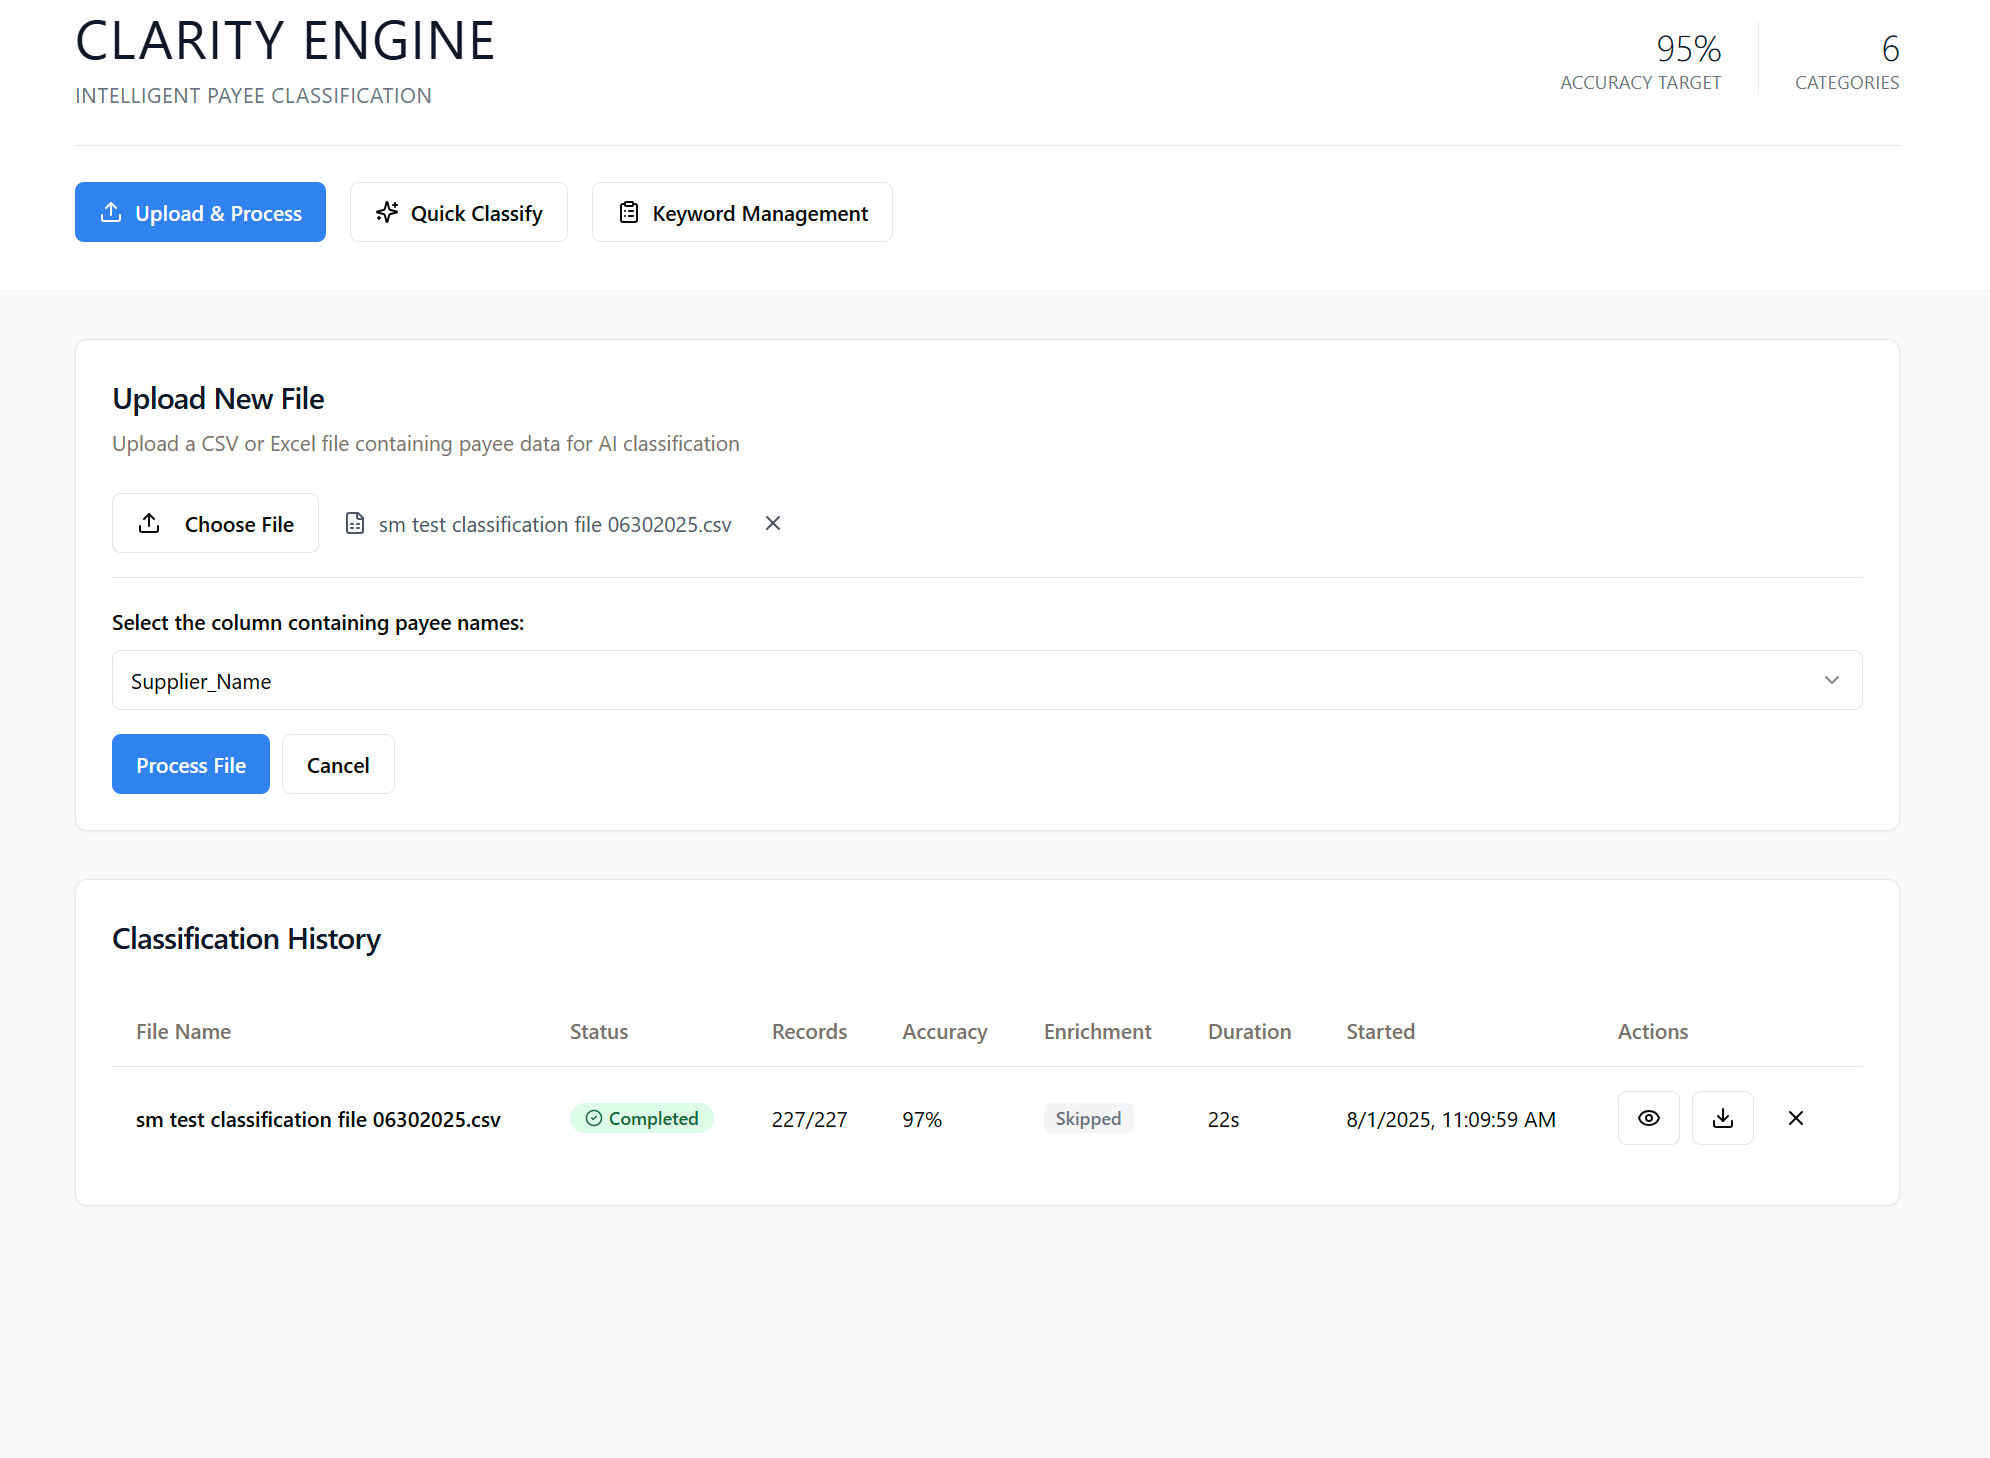 CLARITY ENGINE
INTELLIGENT PAYEE CLASSIFICATION
95%
ACCURACY TARGET
6
CATEGORIES
Upload & Process
Quick Classify
Keyword Management
Upload New File
Upload a CSV or Excel file containing payee data for AI classification
Choose File
sm test classification file 06302025.csv
Select the column containing payee names:
Supplier_Name
Process File
Cancel
Classification History
File Name Status Records Accuracy Enrichment Duration Started Actions
sm test classification file 06302025.csv Completed 227/227 97% Skipped 22s 8/1/2025, 11:09:59 AM